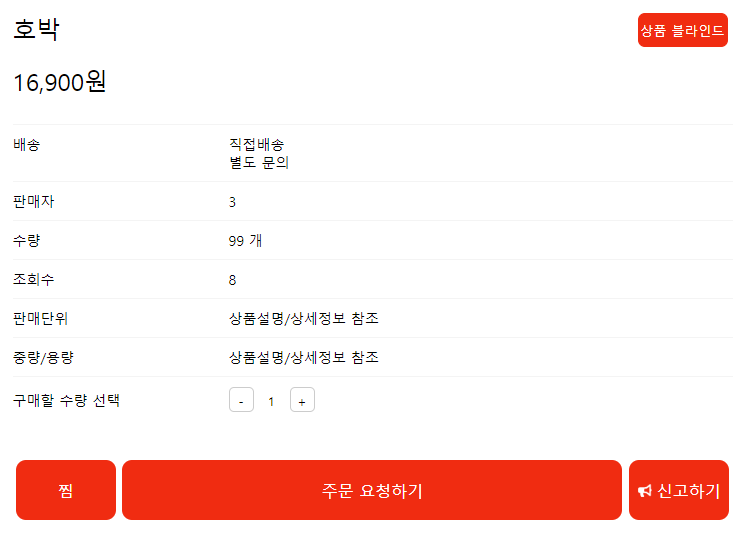 호박
상품 블라인드
16,900원
배송
직접배송
별도 문의
판매자
3
수량
99 개
조회수
8
판매단위
상품설명/상세정보 참조
중량/용량
상품설명/상세정보 참조
구매할 수량 선택
- 1 +
찜
주문 요청하기
신고하기